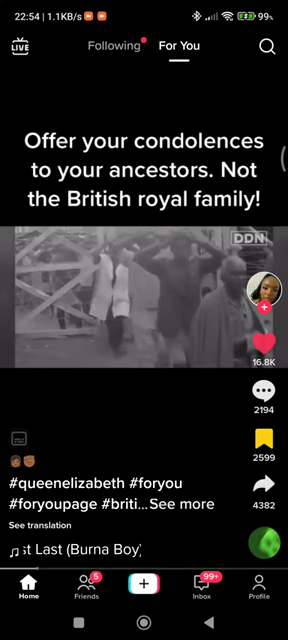 22:54 | 1.1KB/s
99%
LIVE
Following
For You
Offer your condolences
to your ancestors. Not
the British royal family!
DDN
16.8K
2194
2599
4382
#queenelizabeth #foryou
#foryoupage #briti...See more
See translation
st Last (Burna Boy)
5
99+
Home
Friends
Inbox
Profile